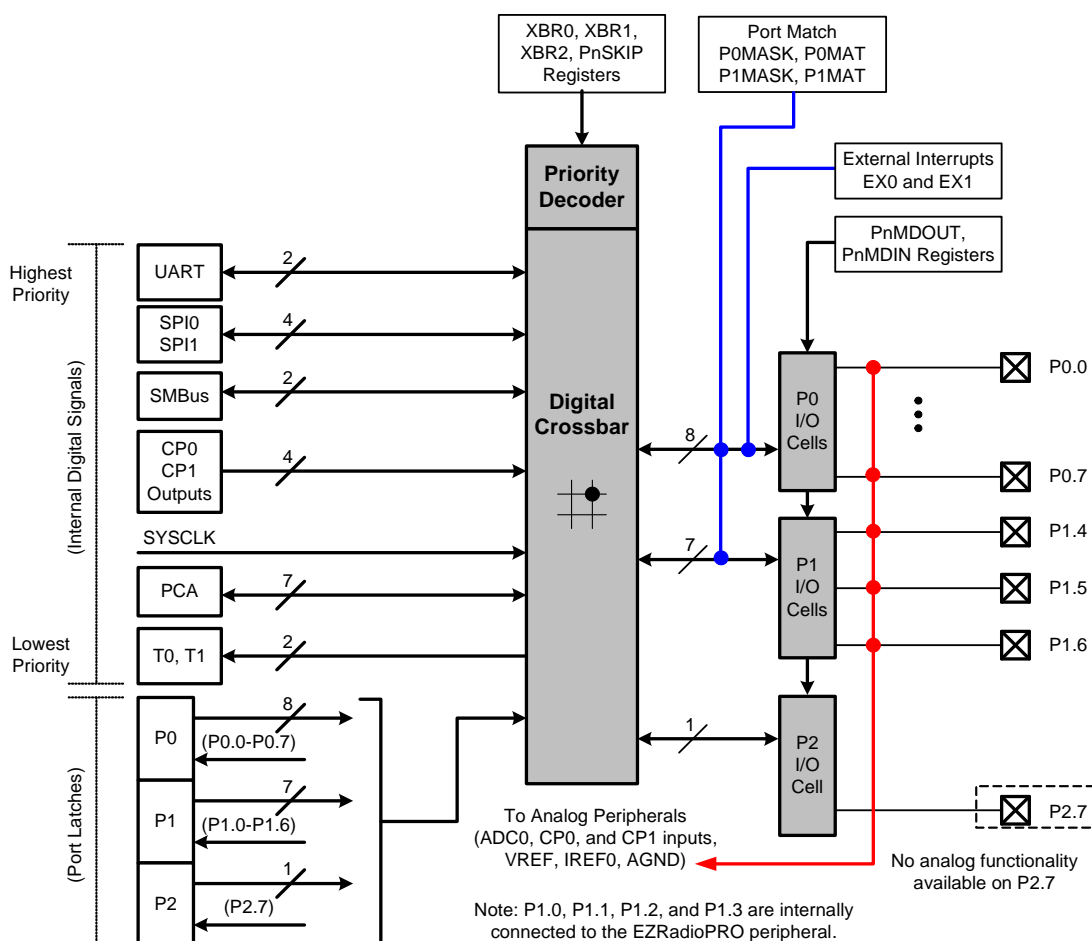 XBR0, XBR1,
XBR2, PnSKIP
Registers
Port Match
P0MASK, P0MAT
P1MASK, P1MAT
External Interrupts
EX0 and EX1
Priority
Decoder
PnMDOUT,
PnMDIN Registers
Highest
Priority
UART
2
SPI0
SPI1
4
SMBus
2
CP0
CP1
Outputs
4
SYSCLK
PCA
7
Lowest
Priority
T0, T1
2
(Internal Digital Signals)
Digital
Crossbar
8
7
1
P0
I/O
Cells
P1
I/O
Cells
P2
I/O
Cell
P0.0
P0.7
P1.4
P1.5
P1.6
P2.7
(Port Latches)
P0
8
(P0.0-P0.7)
P1
7
(P1.0-P1.6)
P2
1
(P2.7)
To Analog Peripherals
(ADC0, CP0, and CP1 inputs,
VREF, IREF0, AGND)
No analog functionality
available on P2.7
Note: P1.0, P1.1, P1.2, and P1.3 are internally
connected to the EZRadioPRO peripheral.